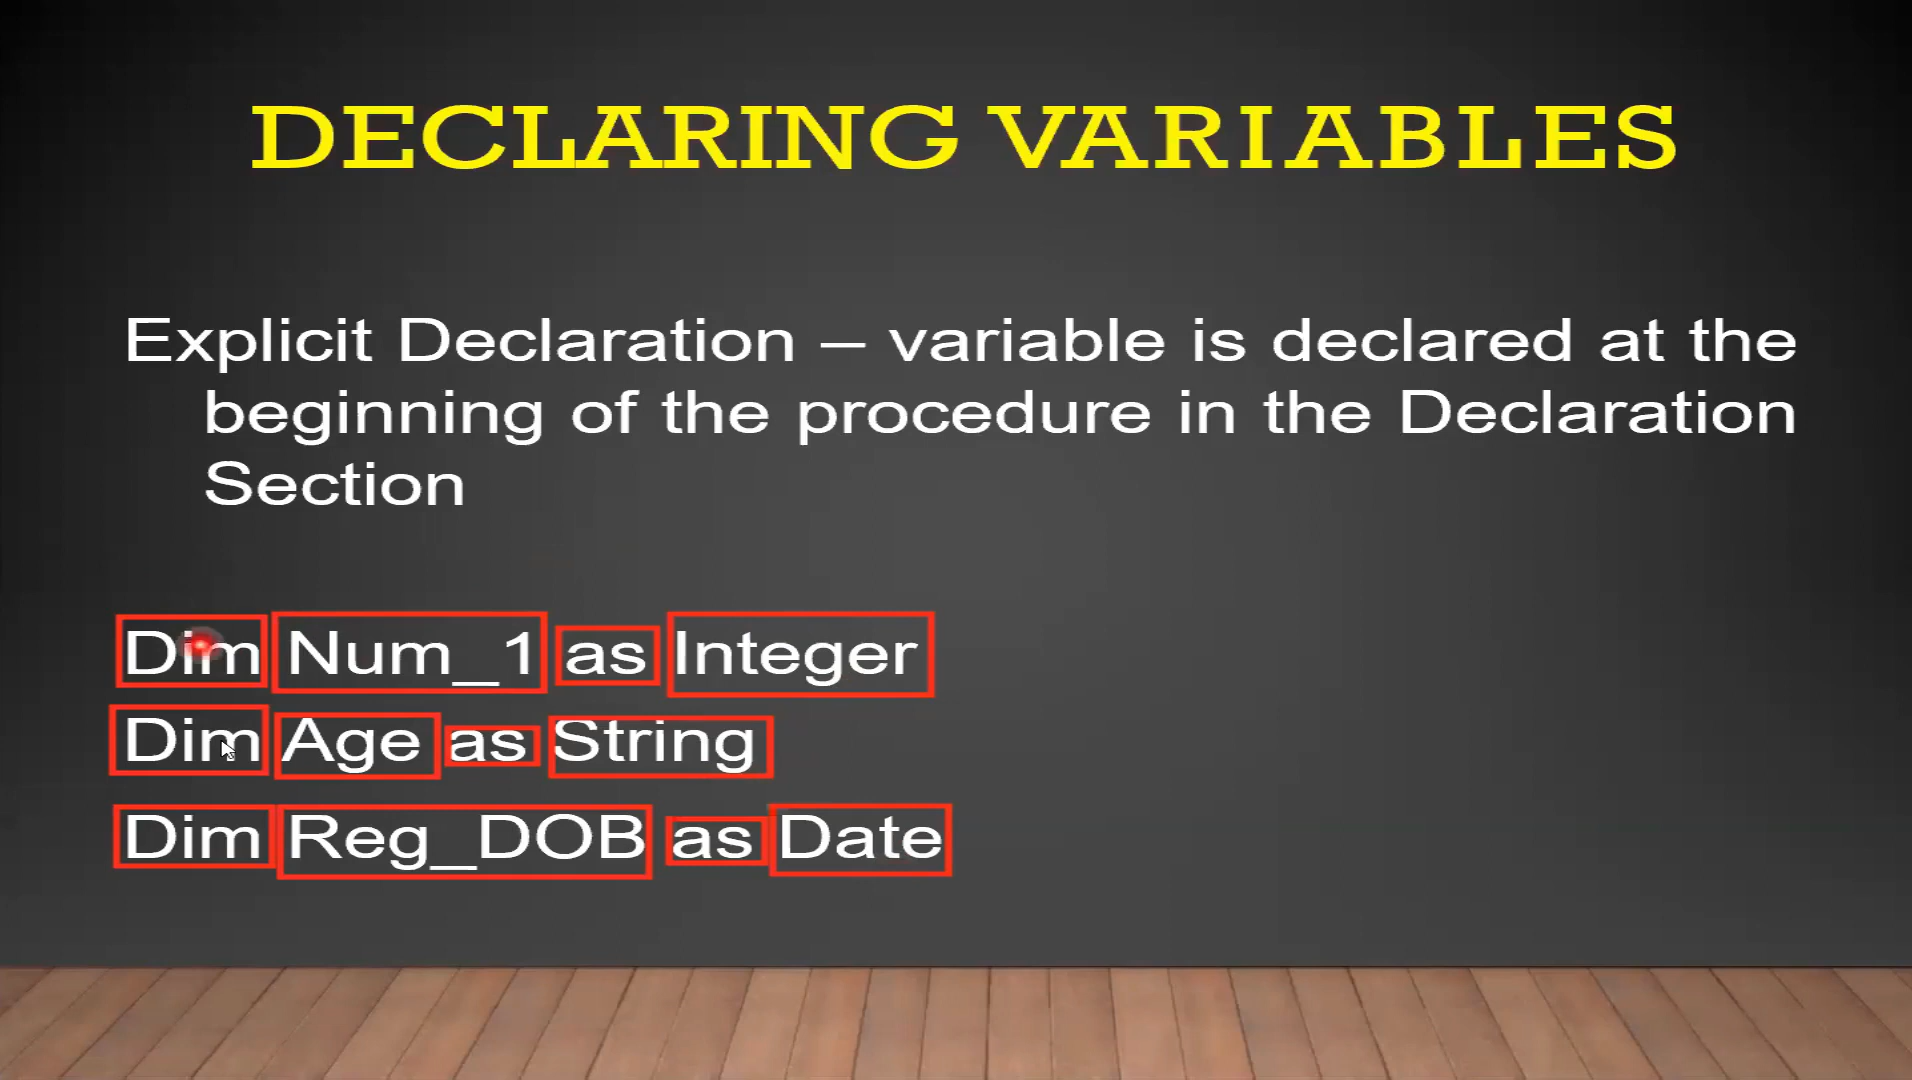 DECLARING VARIABLES
Explicit Declaration – variable is declared at the
beginning of the procedure in the Declaration
Section
Dim Num_1 as Integer
Dim Age as String
Dim Reg_DOB as Date